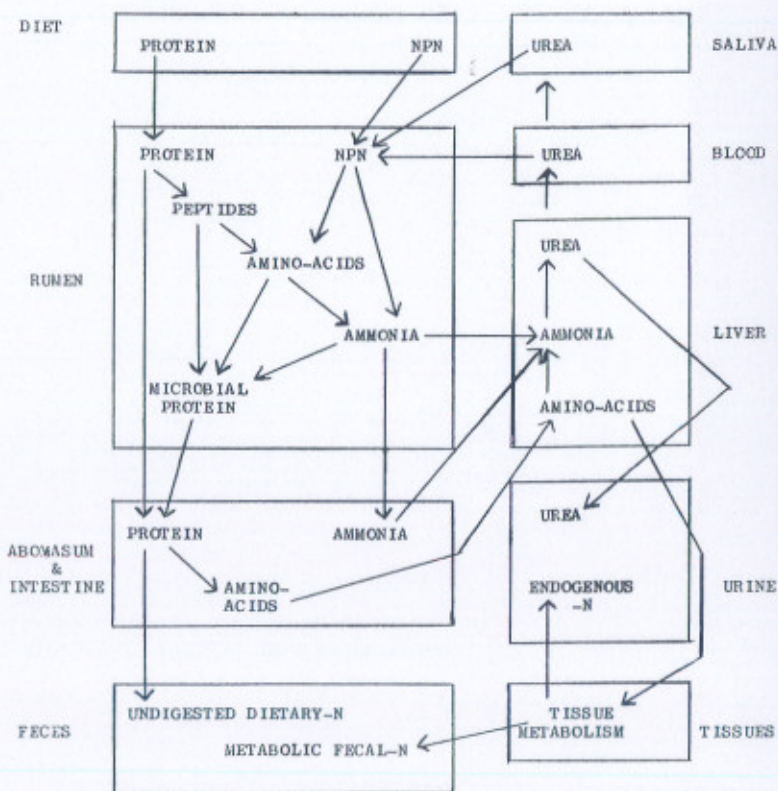 DIET
PROTEIN NPN
UREA
SALIVA
PROTEIN NPN
UREA
BLOOD
PEPTIDES
AMINO-ACIDS
UREA
RUMEN
AMMONIA
AMMONIA
LIVER
MICROBIAL
PROTEIN
AMINO-ACIDS
PROTEIN AMMONIA
UREA
ABOMASUM
&
INTESTINE
AMINO-
ACIDS
ENDOGENOUS
-N
URINE
UNDIGESTED DIETARY-N
FECES
METABOLIC FECAL-N
TISSUE
METABOLISM
TISSUES